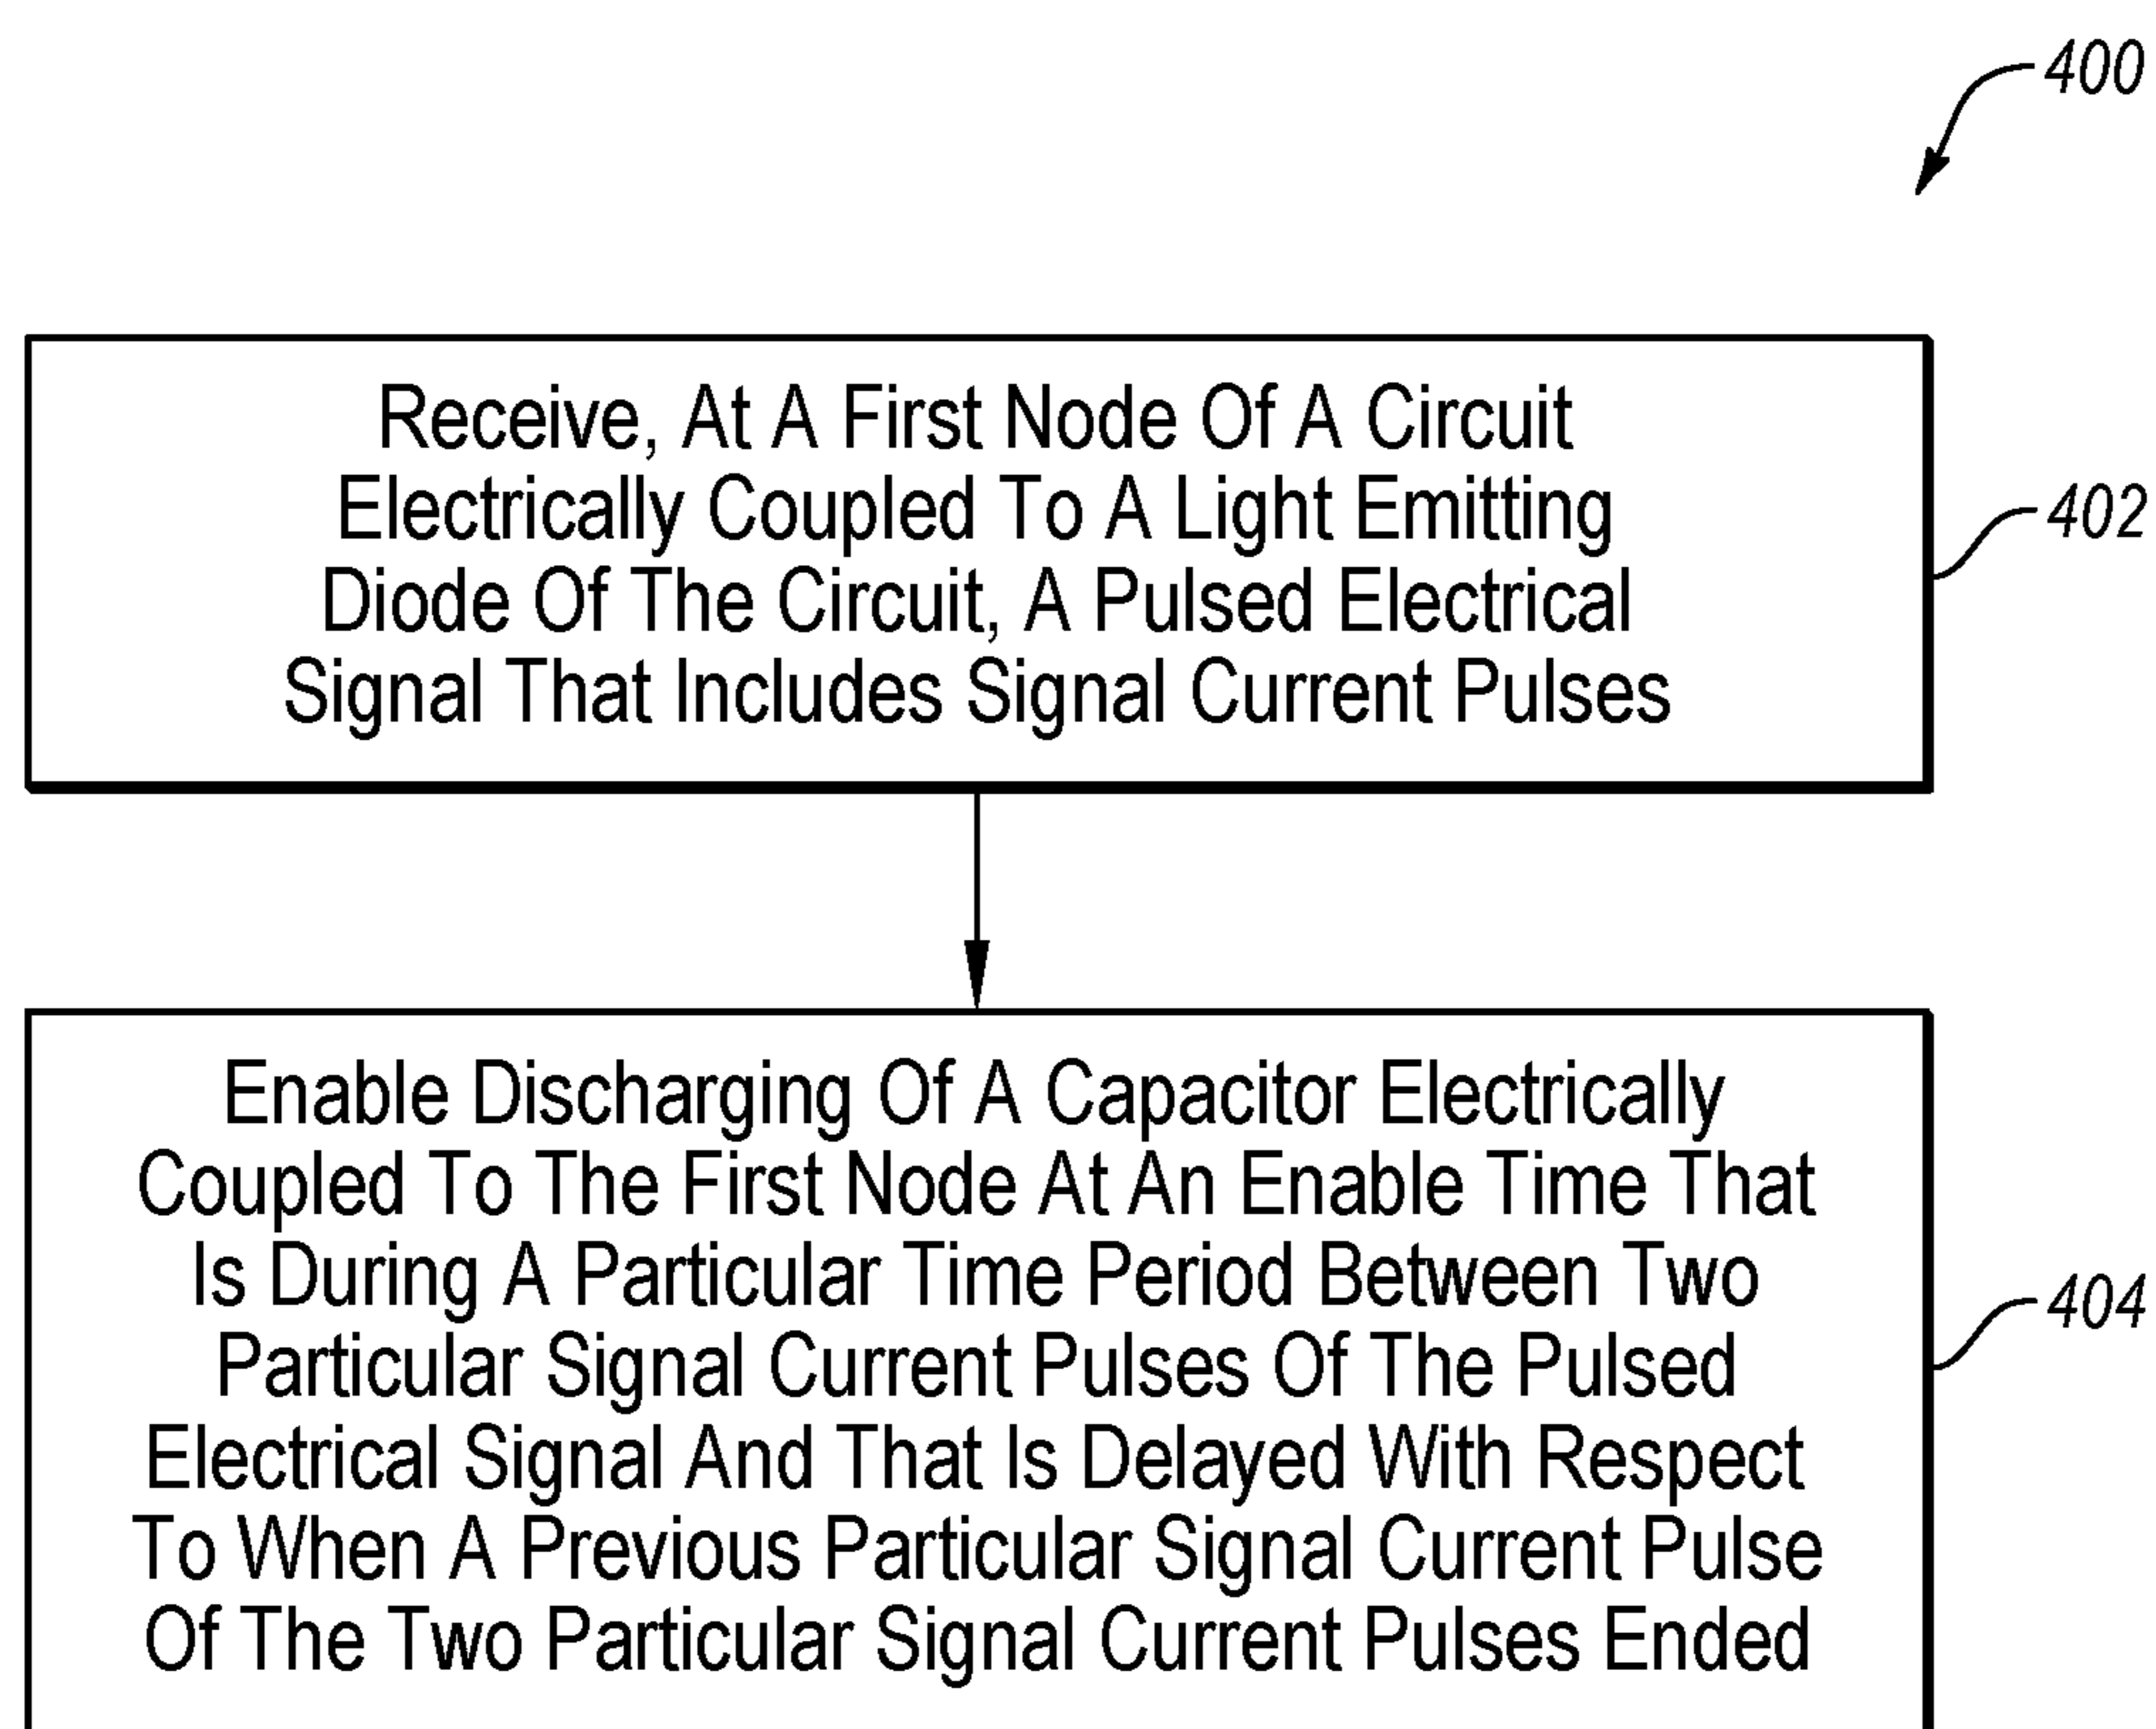 400
Receive, At A First Node Of A Circuit
Electrically Coupled To A Light Emitting
Diode Of The Circuit, A Pulsed Electrical
Signal That Includes Signal Current Pulses
402
Enable Discharging Of A Capacitor Electrically
Coupled To The First Node At An Enable Time That
Is During A Particular Time Period Between Two
Particular Signal Current Pulses Of The Pulsed
Electrical Signal And That Is Delayed With Respect
To When A Previous Particular Signal Current Pulse
Of The Two Particular Signal Current Pulses Ended
404